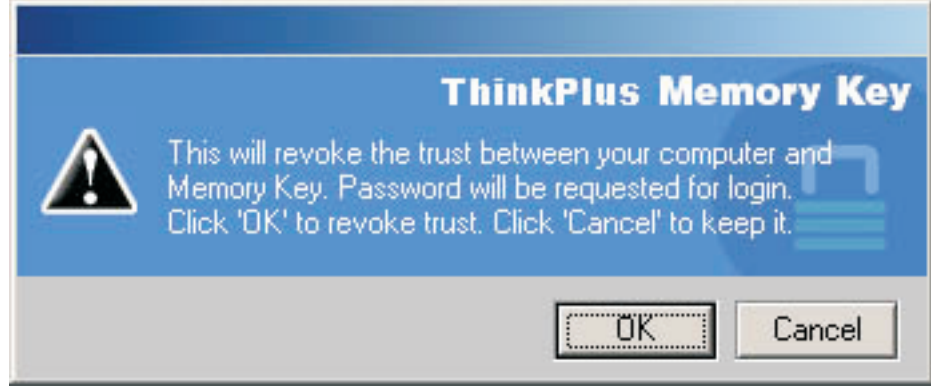 ThinkPlus Memory Key
This will revoke the trust between your computer and
Memory Key. Password will be requested for login.
Click 'OK' to revoke trust. Click 'Cancel' to keep it.
OK
Cancel